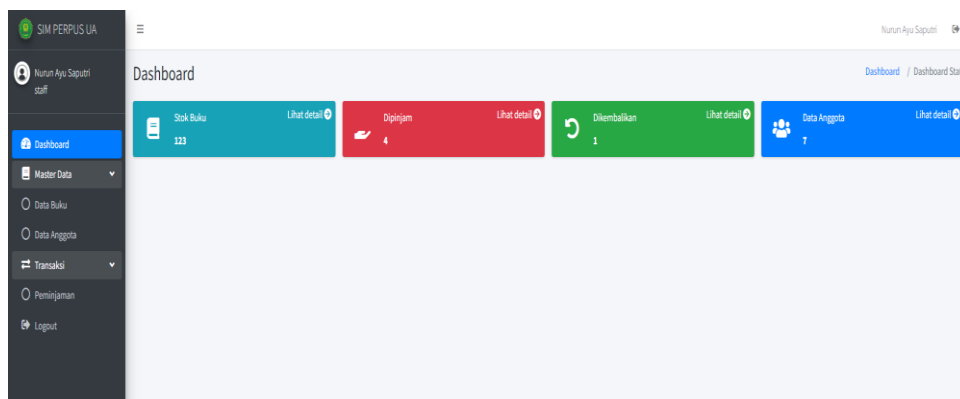 SIM PERPUS UA
Nurun Ayu Saputri
Nurun Ayu Saputri
staff
Dashboard
Dashboard / Dashboard Staf
Stok Buku
Lihat detail
123
Dipinjam
Lihat detail
4
Dikembalikan
Lihat detail
1
Data Anggota
Lihat detail
7
Dashboard
Master Data
Data Buku
Data Anggota
Transaksi
Peminjaman
Logout